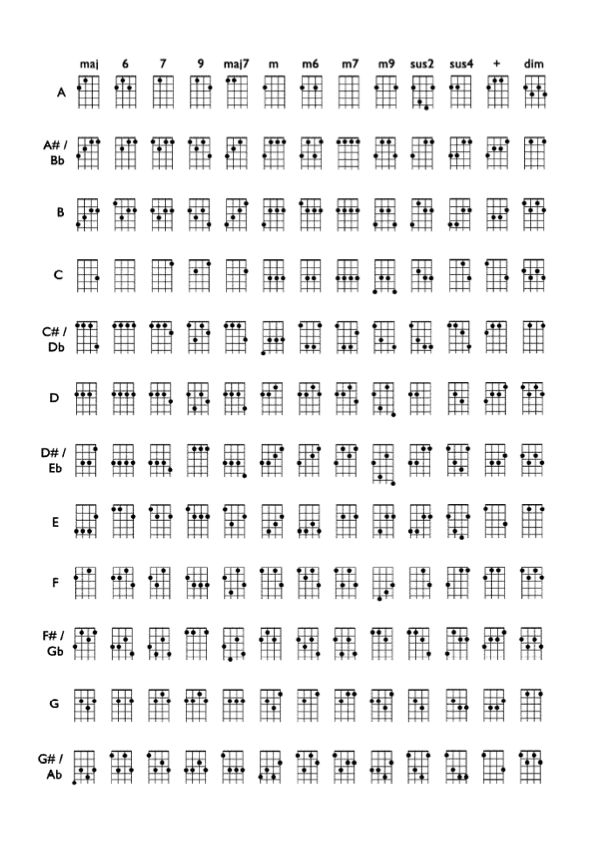 maj 6 7 9 maj7 m m6 m7 m9 sus2 sus4 + dim
A
A# /
Bb
B
C
C# /
Db
D
D# /
Eb
E
F
F# /
Gb
G
G# /
Ab